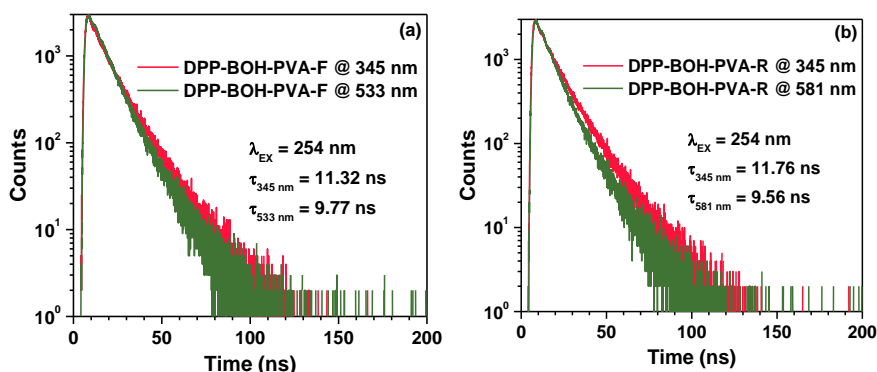 (a)
DPP-BOH-PVA-F @ 345 nm
DPP-BOH-PVA-F @ 533 nm
λEX = 254 nm
τ345 nm = 11.32 ns
τ533 nm = 9.77 ns
Counts
10³
10²
10¹
10⁰
0 50 100 150 200
Time (ns)
(b)
DPP-BOH-PVA-R @ 345 nm
DPP-BOH-PVA-R @ 581 nm
λEX = 254 nm
τ345 nm = 11.76 ns
τ581 nm = 9.56 ns
Counts
10³
10²
10¹
10⁰
0 50 100 150 200
Time (ns)